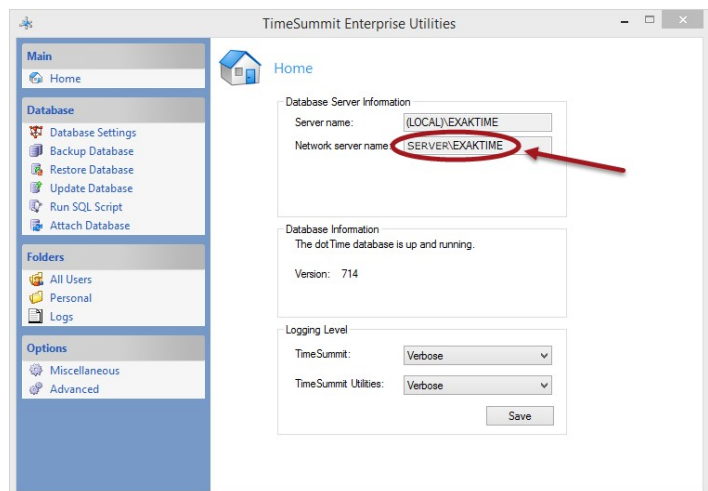 TimeSummit Enterprise Utilities
Main
Home
Database
Database Settings
Backup Database
Restore Database
Update Database
Run SQL Script
Attach Database
Folders
All Users
Personal
Logs
Options
Miscellaneous
Advanced
Home
Database Server Information
Server name: (LOCAL)\EXAKTIME
Network server name: SERVER\EXAKTIME
Database Information
The dotTime database is up and running.
Version: 714
Logging Level
TimeSummit: Verbose
TimeSummit Utilities: Verbose
Save